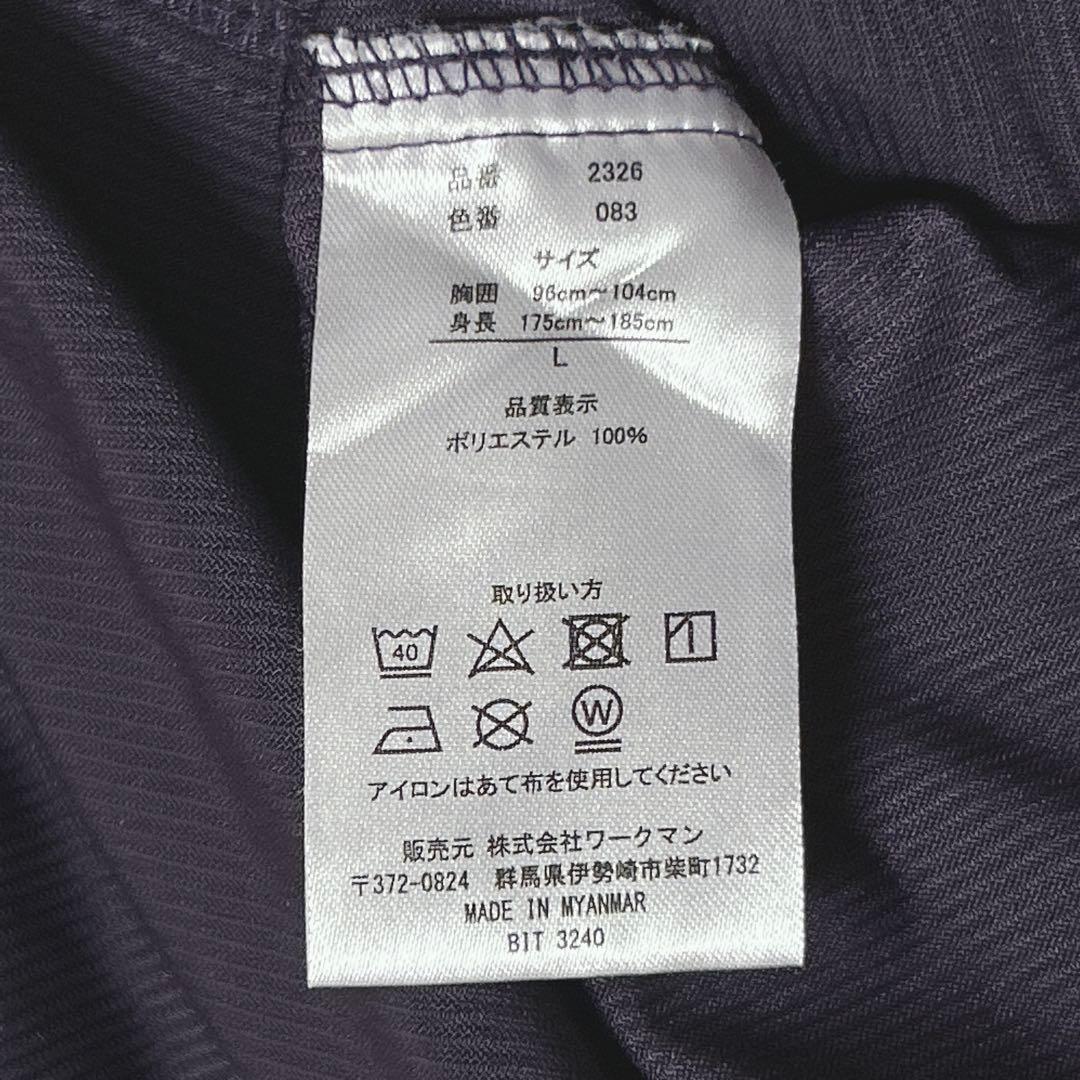 品番 2326
色番 083
サイズ
胸囲 96cm～104cm
身長 175cm～185cm
L
品質表示
ポリエステル 100%
取り扱い方
40
W
アイロンはあて布を使用してください
販売元 株式会社ワークマン
〒372-0824 群馬県伊勢崎市柴町1732
MADE IN MYANMAR
BIT 3240